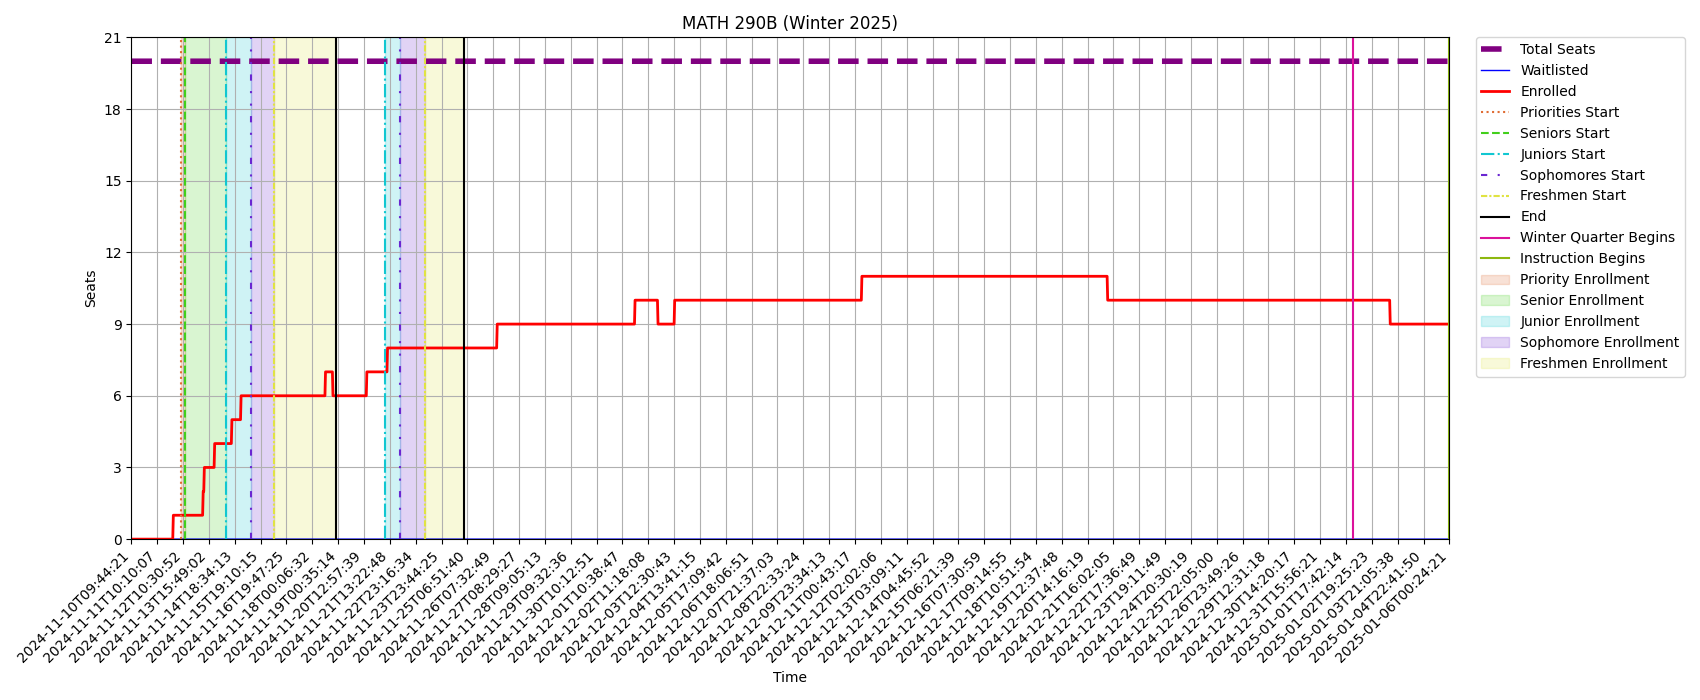 MATH 290B (Winter 2025)
21
18
15
12
9
6
3
0
Seats
2024-11-10T09:44:21
2024-11-11T10:10:07
2024-11-12T10:30:52
2024-11-13T15:49:02
2024-11-14T18:34:13
2024-11-15T19:10:15
2024-11-16T19:47:25
2024-11-18T00:06:32
2024-11-19T00:35:14
2024-11-20T12:57:39
2024-11-21T13:22:48
2024-11-22T23:16:34
2024-11-23T23:44:25
2024-11-25T06:51:40
2024-11-26T07:32:49
2024-11-27T08:29:27
2024-11-28T09:05:13
2024-11-29T09:32:36
2024-11-30T10:12:51
2024-12-01T10:38:47
2024-12-02T11:18:08
2024-12-03T12:30:43
2024-12-04T13:41:15
2024-12-05T17:09:42
2024-12-06T18:06:51
2024-12-07T21:37:03
2024-12-08T22:33:24
2024-12-09T23:34:13
2024-12-11T00:43:17
2024-12-12T02:02:06
2024-12-13T03:09:11
2024-12-14T04:45:52
2024-12-15T06:21:39
2024-12-16T07:30:59
2024-12-17T09:14:55
2024-12-18T10:51:54
2024-12-19T12:37:48
2024-12-20T14:16:19
2024-12-21T16:02:05
2024-12-22T17:36:49
2024-12-23T19:11:49
2024-12-24T20:30:19
2024-12-25T22:05:00
2024-12-26T23:49:26
2024-12-29T12:31:18
2024-12-30T14:20:17
2024-12-31T15:56:21
2025-01-01T17:42:14
2025-01-02T19:25:23
2025-01-03T21:05:38
2025-01-04T22:41:50
2025-01-06T00:24:21
Time
Total Seats
Waitlisted
Enrolled
Priorities Start
Seniors Start
Juniors Start
Sophomores Start
Freshmen Start
End
Winter Quarter Begins
Instruction Begins
Priority Enrollment
Senior Enrollment
Junior Enrollment
Sophomore Enrollment
Freshmen Enrollment